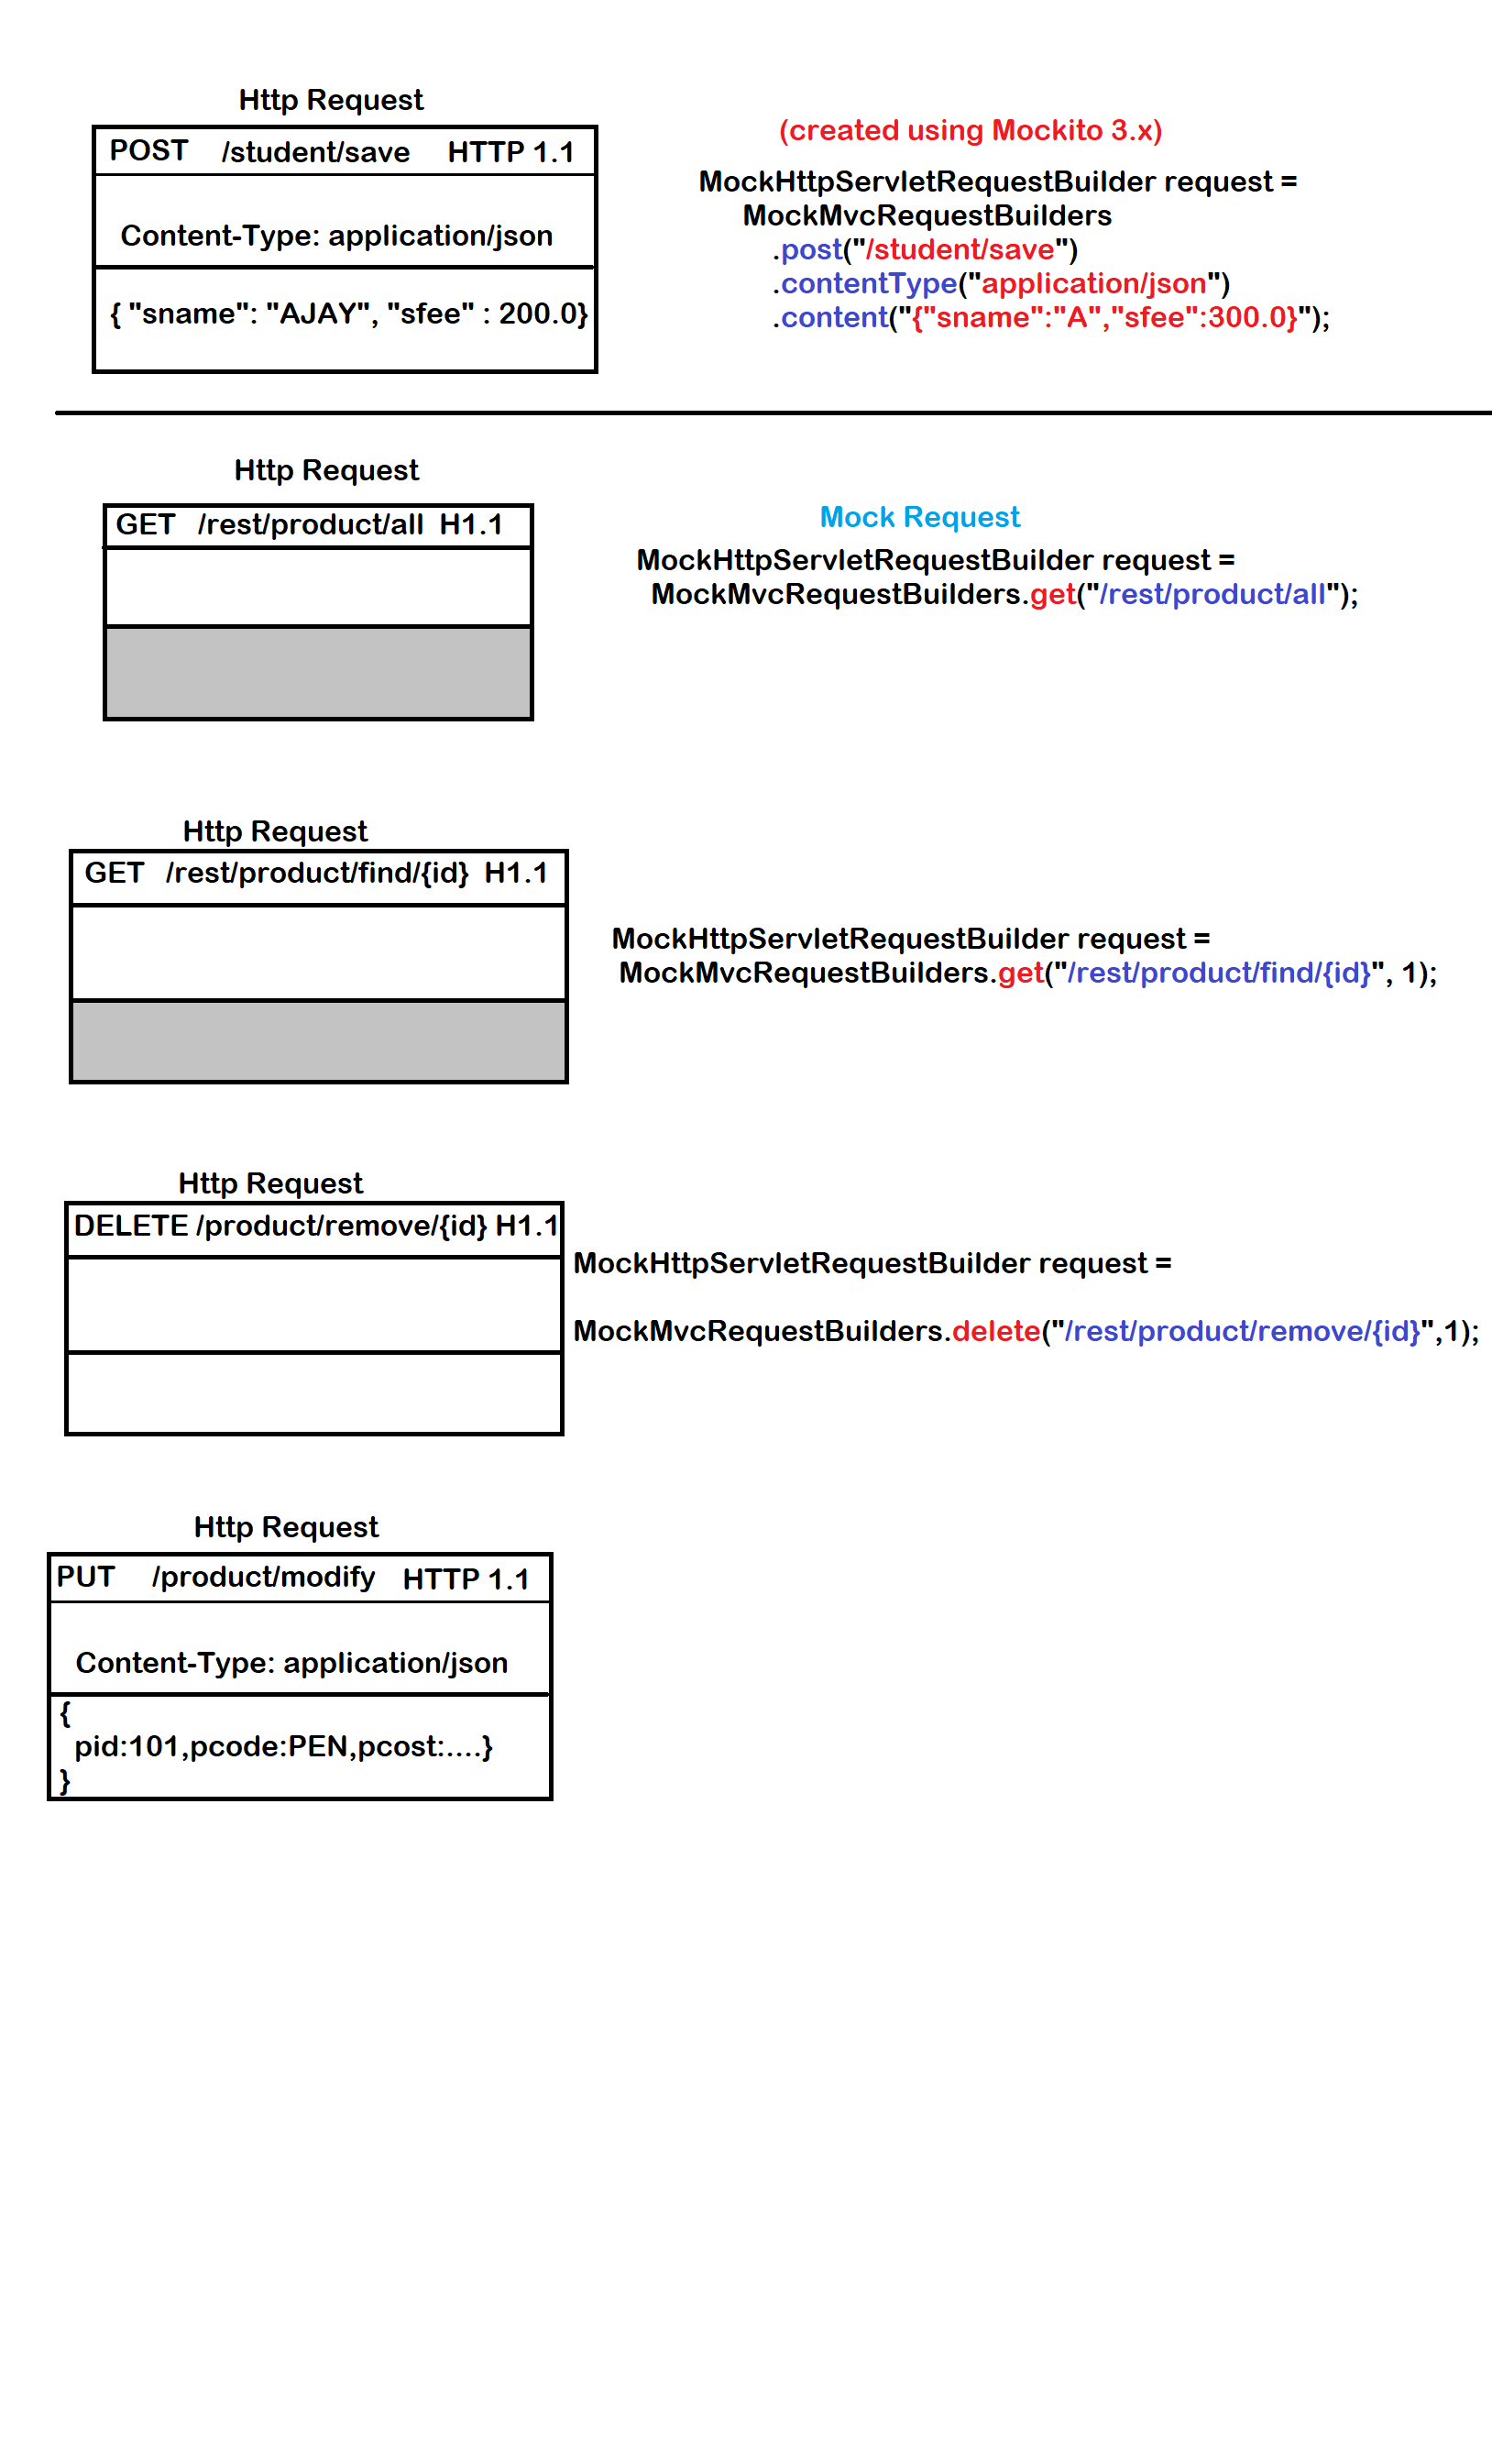 Http Request
POST /student/save HTTP 1.1
Content-Type: application/json
{ "sname": "AJAY", "sfee" : 200.0}
(created using Mockito 3.x)
MockHttpServletRequestBuilder request =
MockMvcRequestBuilders
.post("/student/save")
.contentType("application/json")
.content("{"sname":"A","sfee":300.0}");
Http Request
GET /rest/product/all H1.1
Mock Request
MockHttpServletRequestBuilder request =
MockMvcRequestBuilders.get("/rest/product/all");
Http Request
GET /rest/product/find/{id} H1.1
MockHttpServletRequestBuilder request =
MockMvcRequestBuilders.get("/rest/product/find/{id}", 1);
Http Request
DELETE /product/remove/{id} H1.1
MockHttpServletRequestBuilder request =
MockMvcRequestBuilders.delete("/rest/product/remove/{id}",1);
Http Request
PUT /product/modify HTTP 1.1
Content-Type: application/json
{
pid:101,pcode:PEN,pcost:....}
}